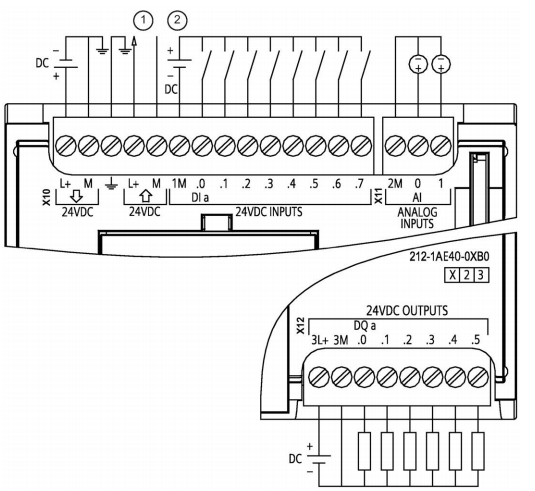 ① ②
− −
+
DC
+
−
DC
− −
+ +
L+ M ⏚ L+ M 1M .0 .1 .2 .3 .4 .5 .6 .7 2M 0 1
X10 24VDC 24VDC DI a 24VDC INPUTS X11 AI
ANALOG
INPUTS
212-1AE40-0XB0
X 2 3
24VDC OUTPUTS
X12 DQ a
3L+ 3M .0 .1 .2 .3 .4 .5
+
DC
−